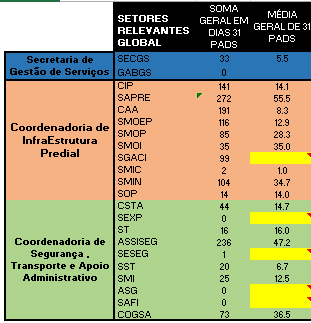 SETORES RELEVANTES GLOBAL | SOMA GERAL EM DIAS 31 PADS | MÉDIA GERAL DE 31 PADS
Secretaria de Gestão de Serviços
SECGS 33 5.5
GABGS 0
Coordenadoria de InfraEstrutura Predial
CIP 141 14.1
SAPRE 272 55.5
CAA 191 8.3
SMOEP 116 12.9
SMOP 85 28.3
SMOI 35 35.0
SGACI 99
SMIC 2 1.0
SMIN 104 34.7
SOP 14 14.0
Coordenadoria de Segurança , Transporte e Apoio Administrativo
CSTA 44 14.7
SEXP 0
ST 16 16.0
ASSISEG 236 47.2
SESEG 1
SST 20 6.7
SMI 25 12.5
ASG 0
SAFI 0
COGSA 73 36.5